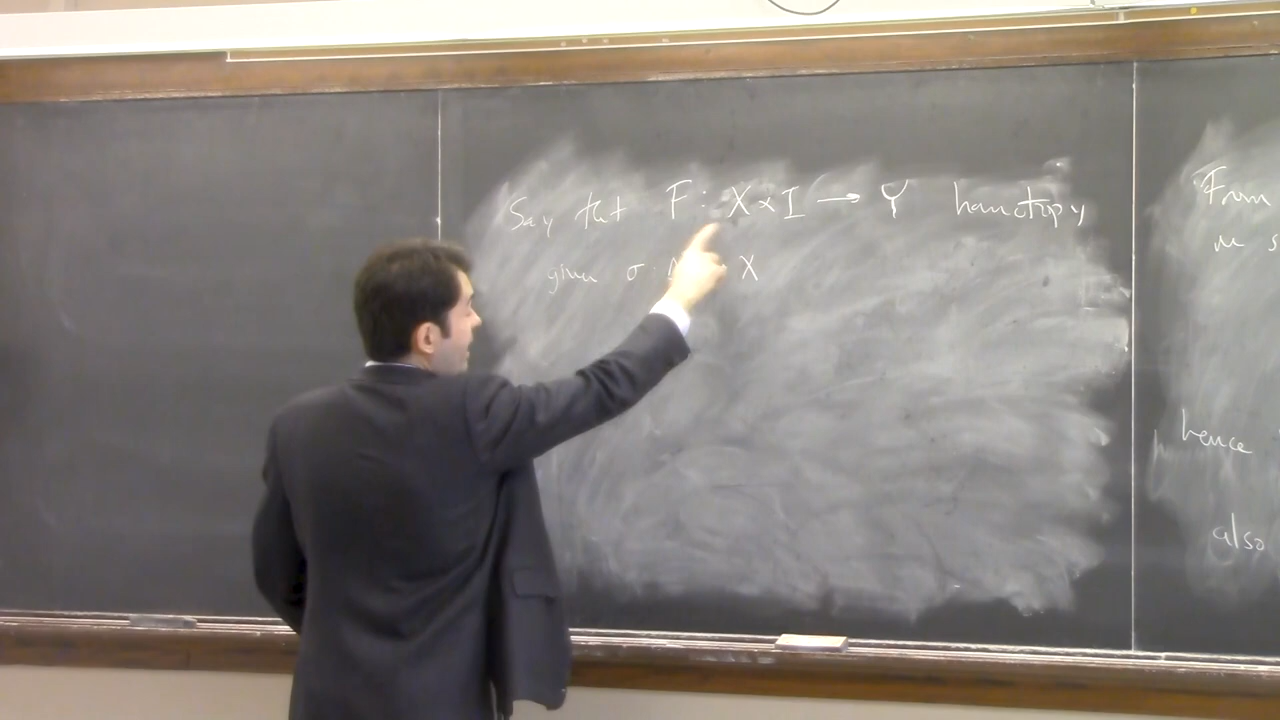 Say that F: X × I → Y homotopy
given σ: X
From
hence
also